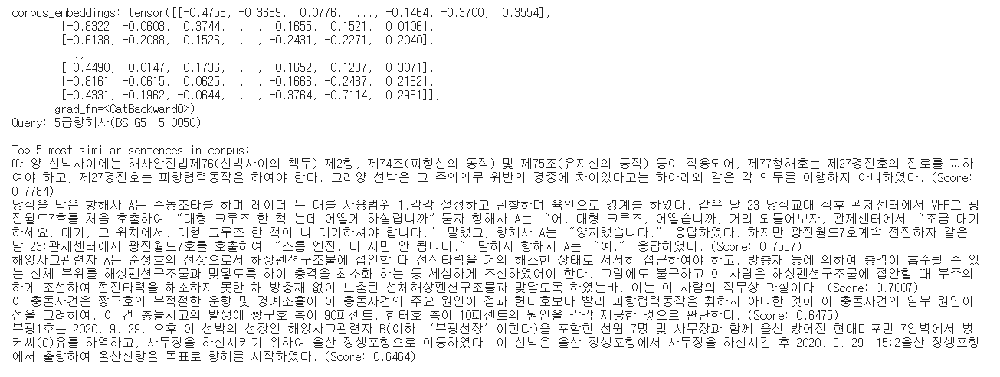 corpus_embeddings: tensor([[-0.4753, -0.3689, 0.0776, ..., -0.1464, -0.3700, 0.3554],
[-0.8322, -0.0603, 0.3744, ..., 0.1655, 0.1521, 0.0106],
[-0.6138, -0.2088, 0.1526, ..., -0.2431, -0.2271, 0.2040],
...,
[-0.4490, -0.0147, 0.1736, ..., -0.1652, -0.1287, 0.3071],
[-0.8161, -0.0615, 0.0625, ..., -0.1666, -0.2437, 0.2162],
[-0.4331, -0.1962, -0.0644, ..., -0.3764, -0.7114, 0.2961]],
grad_fn=<CatBackward0>)
Query: 5급항해사(BS-G5-15-0050)
Top 5 most similar sentences in corpus:
따 양 선박사이에는 해사안전법제76(선박사이의 책무) 제2항, 제74조(피항선의 동작) 및 제75조(유지선의 동작) 등이 적용되어, 제77청해호는 제27경진호의 진로를 피하
여야 하고, 제27경진호는 피항협력동작을 하여야 한다. 그러양 선박은 그 주의의무 위반의 경중에 차이있다고는 하아래와 같은 각 의무를 이행하지 아니하였다. (Score:
0.7784)
당직을 맡은 항해사 A는 수동조타를 하며 레이더 두 대를 사용범위 1.각각 설정하고 관찰하며 육안으로 경계를 하였다. 같은 날 23:당직교대 직후 관제센터에서 VHF로 광
진월드7호를 처음 호출하여 “대형 크루즈 한 척 는데 어떻게 하실랍니까” 묻자 항해사 A는 “어, 대형 크루즈, 어떻습니까, 거리 되물어보자, 관제센터에서 “조금 대기
하세요, 대기, 그 위치에서. 대형 크루즈 한 척이 니 대기하셔야 합니다.” 말했고, 항해사 A는 “양지했습니다.” 응답하였다. 하지만 광진월드7호계속 전진하자 같은
날 23:관제센터에서 광진월드7호를 호출하여 “스톱 엔진, 더 시면 안 됩니다.” 말하자 항해사 A는 “예.” 응답하였다. (Score: 0.7557)
해양사고관련자 A는 준성호의 선장으로서 해상펜션구조물에 접안할 때 전진타력을 거의 해소한 상태로 서서히 접근하여야 하고, 방충재 등에 의하여 충격이 흡수될 수 있
는 선체 부위를 해상펜션구조물과 맞닿도록 하여 충격을 최소화 하는 등 세심하게 조선하였어야 한다. 그럼에도 불구하고 이 사람은 해상펜션구조물에 접안할 때 부주의
하게 조선하여 전진타력을 해소하지 못한 채 방충재 없이 노출된 선체해상펜션구조물과 맞닿도록 하였는바, 이는 이 사람의 직무상 과실이다. (Score: 0.7007)
이 충돌사건은 짱구호의 부적절한 운항 및 경계소홀이 이 충돌사건의 주요 원인이 점과 헌터호보다 빨리 피항협력동작을 취하지 아니한 것이 이 충돌사건의 일부 원인이
점을 고려하여, 이 건 충돌사고의 발생에 짱구호 측이 90퍼센트, 헌터호 측이 10퍼센트의 원인을 각각 제공한 것으로 판단한다. (Score: 0.6475)
부광1호는 2020. 9. 29. 오후 이 선박의 선장인 해양사고관련자 B(이하 ‘부광선장’이한다)을 포함한 선원 7명 및 사무장과 함께 울산 방어진 현대미포만 7안벽에서 벙
커씨(C)유를 하역하고, 사무장을 하선시키기 위하여 울산 장생포항으로 이동하였다. 이 선박은 울산 장생포항에서 사무장을 하선시킨 후 2020. 9. 29. 15:2울산 장생포항
에서 출항하여 울산신항을 목표로 항해를 시작하였다. (Score: 0.6464)